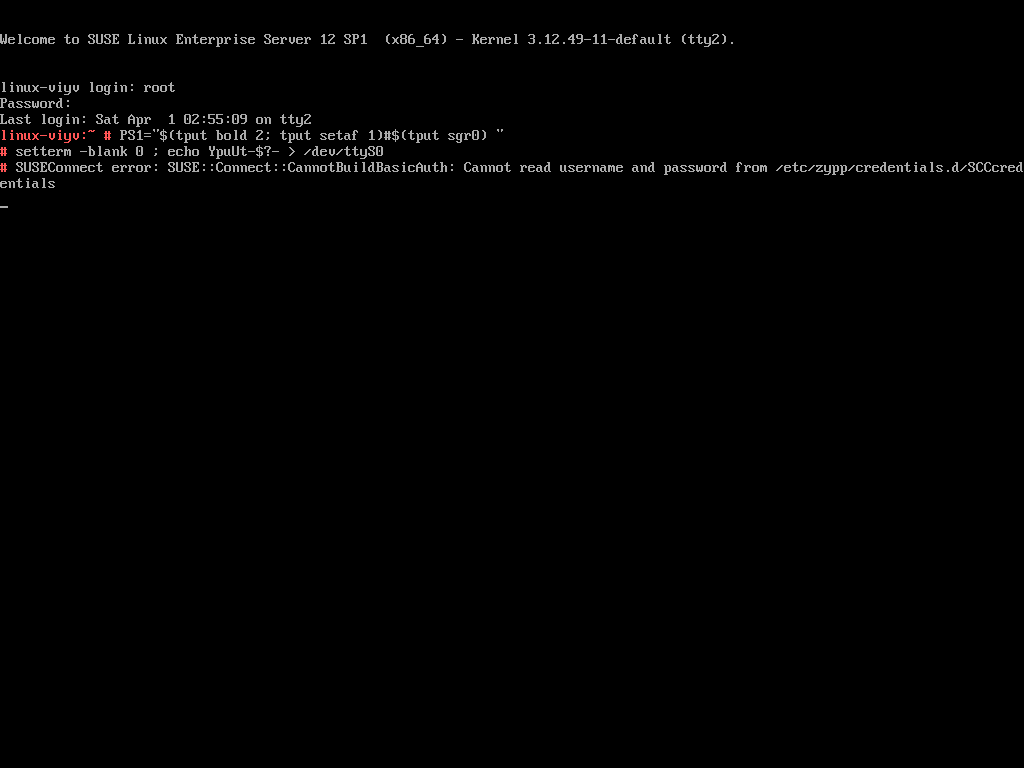 Welcome to SUSE Linux Enterprise Server 12 SP1  (x86_64) - Kernel 3.12.49-11-default (tty2).
linux-viyv login: root
Password:
Last login: Sat Apr  1 02:55:09 on tty2
linux-viyv:~ # PS1="$(tput bold 2; tput setaf 1)#$(tput sgr0) "
# setterm -blank 0 ; echo YpuUt-$?- > /dev/ttyS0
# SUSEConnect error: SUSE::Connect::CannotBuildBasicAuth: Cannot read username and password from /etc/zypp/credentials.d/SCCcred
entials
_